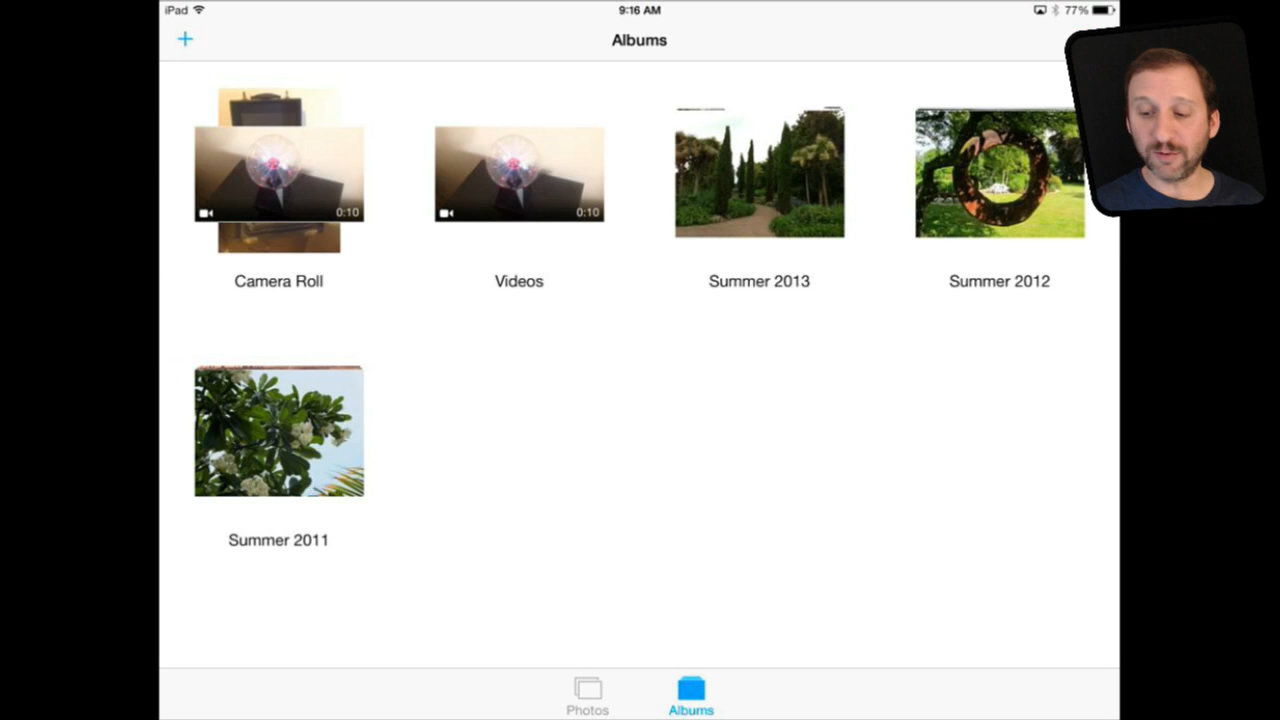 iPad
9:16 AM
77%
Albums
0:10
0:10
Camera Roll
Videos
Summer 2013
Summer 2012
Summer 2011
Photos
Albums